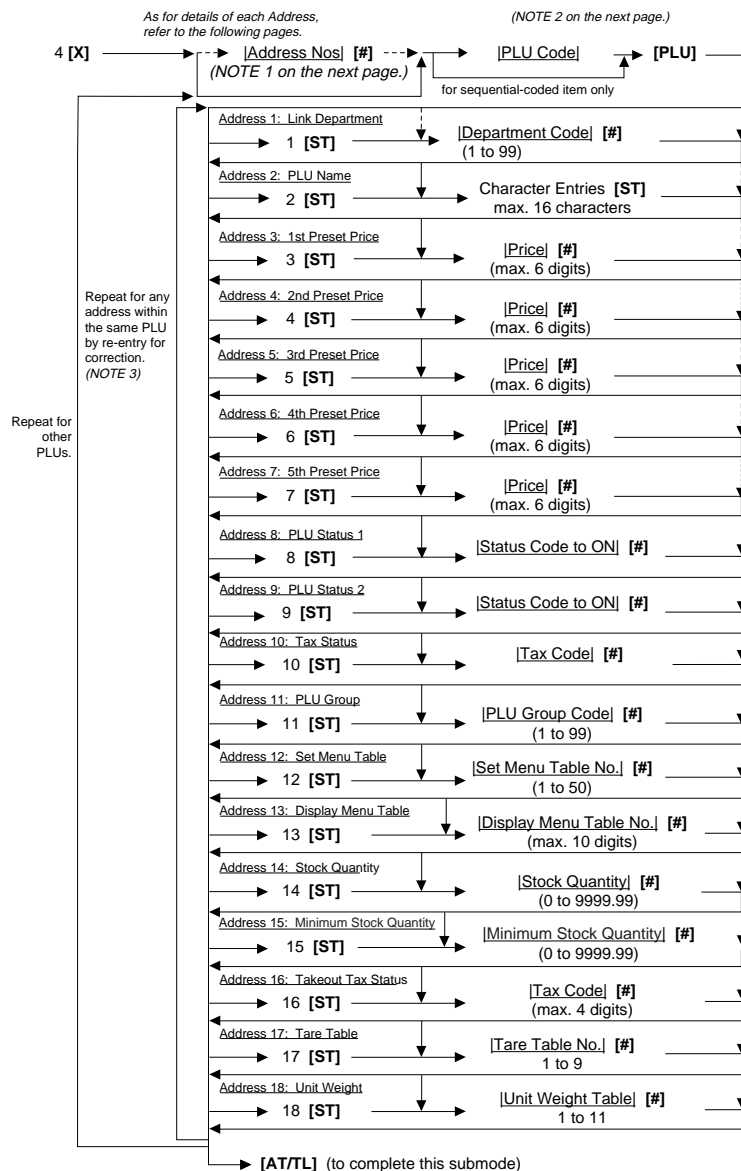 As for details of each Address,
refer to the following pages.
(NOTE 2 on the next page.)
4 [X]
|Address Nos| [#]
(NOTE 1 on the next page.)
|PLU Code|
[PLU]
for sequential-coded item only
Address 1: Link Department
1 [ST]
|Department Code| [#]
(1 to 99)
Address 2: PLU Name
2 [ST]
Character Entries [ST]
max. 16 characters
Address 3: 1st Preset Price
3 [ST]
|Price| [#]
(max. 6 digits)
Repeat for any
address within
the same PLU
by re-entry for
correction.
(NOTE 3)
Address 4: 2nd Preset Price
4 [ST]
|Price| [#]
(max. 6 digits)
Address 5: 3rd Preset Price
5 [ST]
|Price| [#]
(max. 6 digits)
Repeat for
other
PLUs.
Address 6: 4th Preset Price
6 [ST]
|Price| [#]
(max. 6 digits)
Address 7: 5th Preset Price
7 [ST]
|Price| [#]
(max. 6 digits)
Address 8: PLU Status 1
8 [ST]
|Status Code to ON| [#]
Address 9: PLU Status 2
9 [ST]
|Status Code to ON| [#]
Address 10: Tax Status
10 [ST]
|Tax Code| [#]
Address 11: PLU Group
11 [ST]
|PLU Group Code| [#]
(1 to 99)
Address 12: Set Menu Table
12 [ST]
|Set Menu Table No.| [#]
(1 to 50)
Address 13: Display Menu Table
13 [ST]
|Display Menu Table No.| [#]
(max. 10 digits)
Address 14: Stock Quantity
14 [ST]
|Stock Quantity| [#]
(0 to 9999.99)
Address 15: Minimum Stock Quantity
15 [ST]
|Minimum Stock Quantity| [#]
(0 to 9999.99)
Address 16: Takeout Tax Status
16 [ST]
|Tax Code| [#]
(max. 4 digits)
Address 17: Tare Table
17 [ST]
|Tare Table No.| [#]
1 to 9
Address 18: Unit Weight
18 [ST]
|Unit Weight Table| [#]
1 to 11
[AT/TL] (to complete this submode)